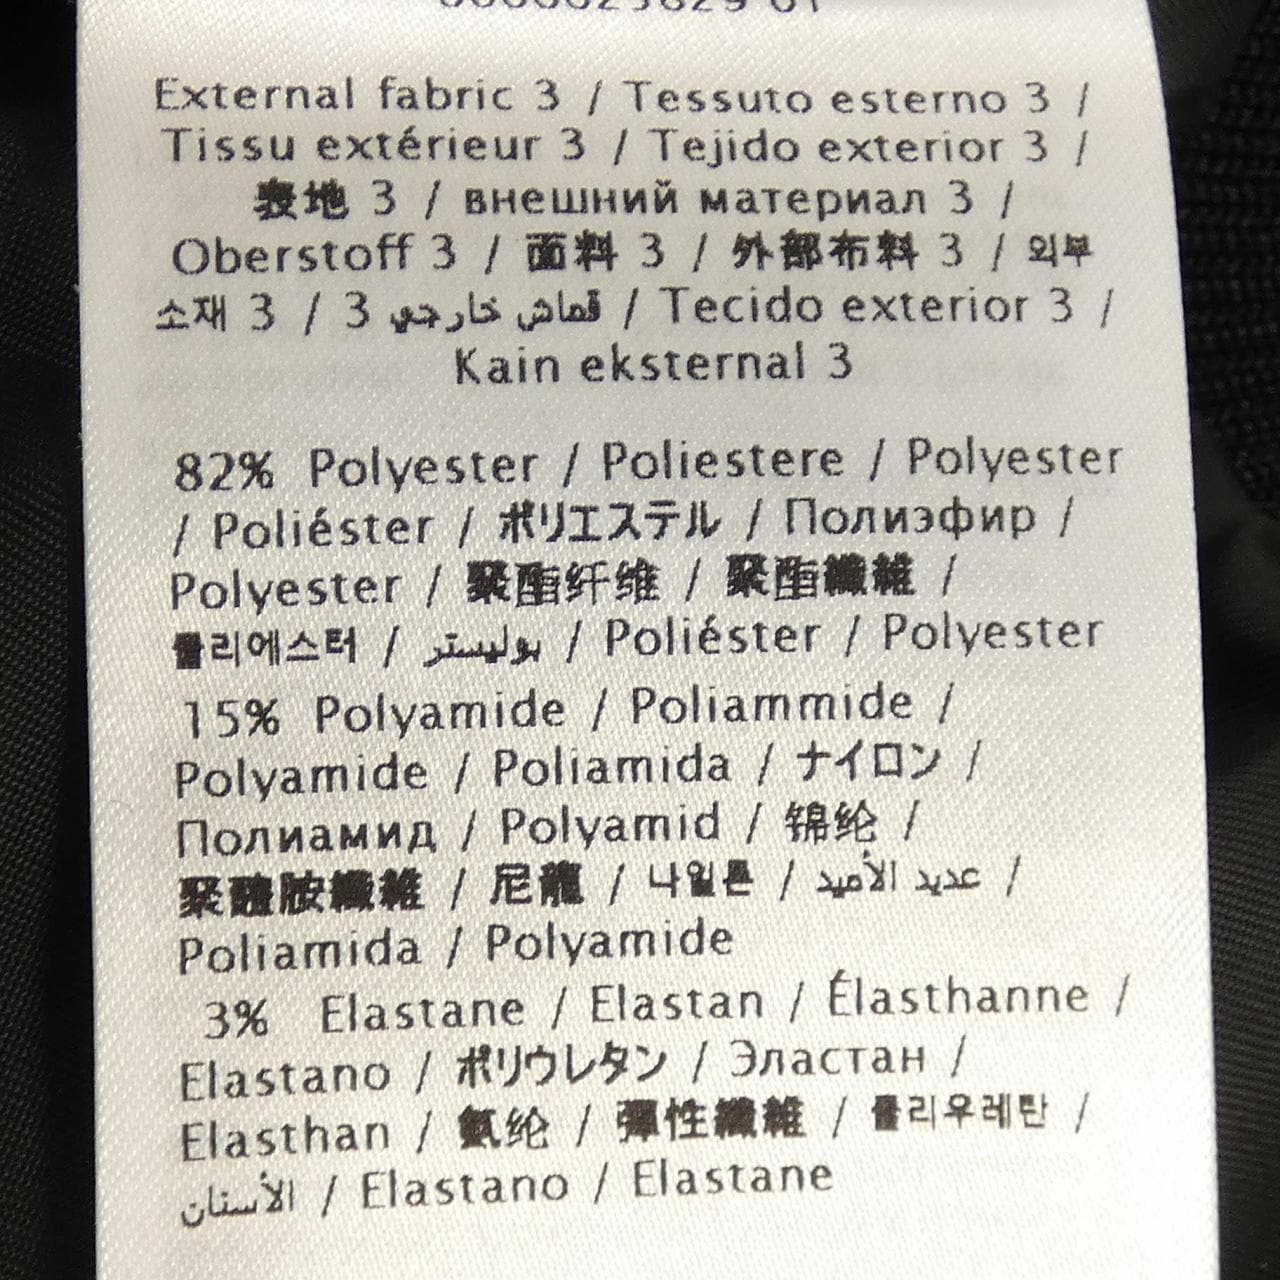 External fabric 3 / Tessuto esterno 3 /
Tissu extérieur 3 / Tejido exterior 3 /
表地 3 / внешний материал 3 /
Oberstoff 3 / 面料 3 / 外部布料 3 / 외부
소재 3 / 3 قماش خارجي / Tecido exterior 3 /
Kain eksternal 3
82% Polyester / Poliestere / Polyester
/ Poliéster / ポリエステル / Полиэфир /
Polyester / 聚酯纤维 / 聚酯纖維 /
폴리에스터 / بوليستر / Poliéster / Polyester
15% Polyamide / Poliammide /
Polyamide / Poliamida / ナイロン /
Полиамид / Polyamid / 锦纶 /
聚醯胺纖維 / 尼龍 / 나일론 / عديد الأميد /
Poliamida / Polyamide
3% Elastane / Elastan / Élasthanne /
Elastano / ポリウレタン / Эластан /
Elasthan / 氨纶 / 彈性纖維 / 폴리우레탄 /
الأستان / Elastano / Elastane